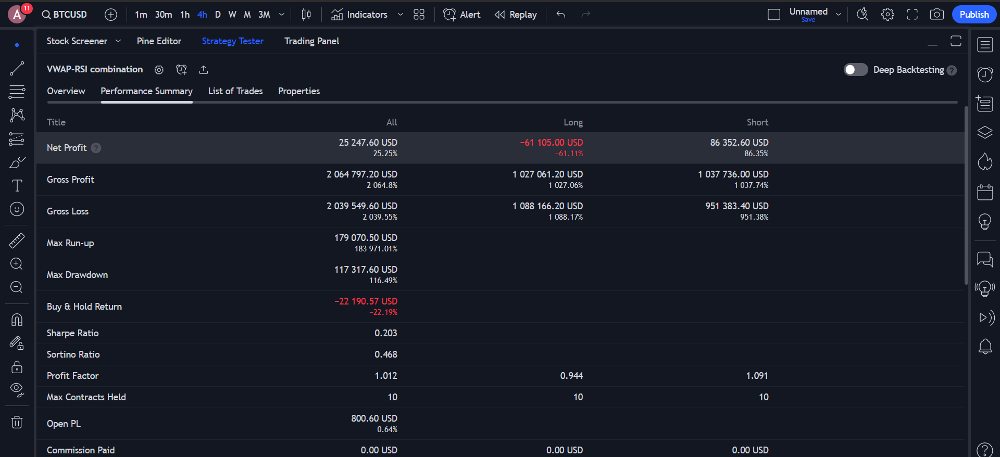 A
11
BTCUSD
1m 30m 1h 4h D W M 3M
Indicators
Alert
Replay
Unnamed
Save
Publish
Stock Screener Pine Editor Strategy Tester Trading Panel
VWAP-RSI combination
Deep Backtesting ?
Overview Performance Summary List of Trades Properties
Title All Long Short
Net Profit ? 25 247.60 USD −61 105.00 USD 86 352.60 USD
25.25% −61.11% 86.35%
Gross Profit 2 064 797.20 USD 1 027 061.20 USD 1 037 736.00 USD
2 064.8% 1 027.06% 1 037.74%
Gross Loss 2 039 549.60 USD 1 088 166.20 USD 951 383.40 USD
2 039.55% 1 088.17% 951.38%
Max Run-up 179 070.50 USD
183 971.01%
Max Drawdown 117 317.60 USD
116.49%
Buy & Hold Return −22 190.57 USD
−22.19%
Sharpe Ratio 0.203
Sortino Ratio 0.468
Profit Factor 1.012 0.944 1.091
Max Contracts Held 10 10 10
Open PL 800.60 USD
0.64%
Commission Paid 0.00 USD 0.00 USD 0.00 USD